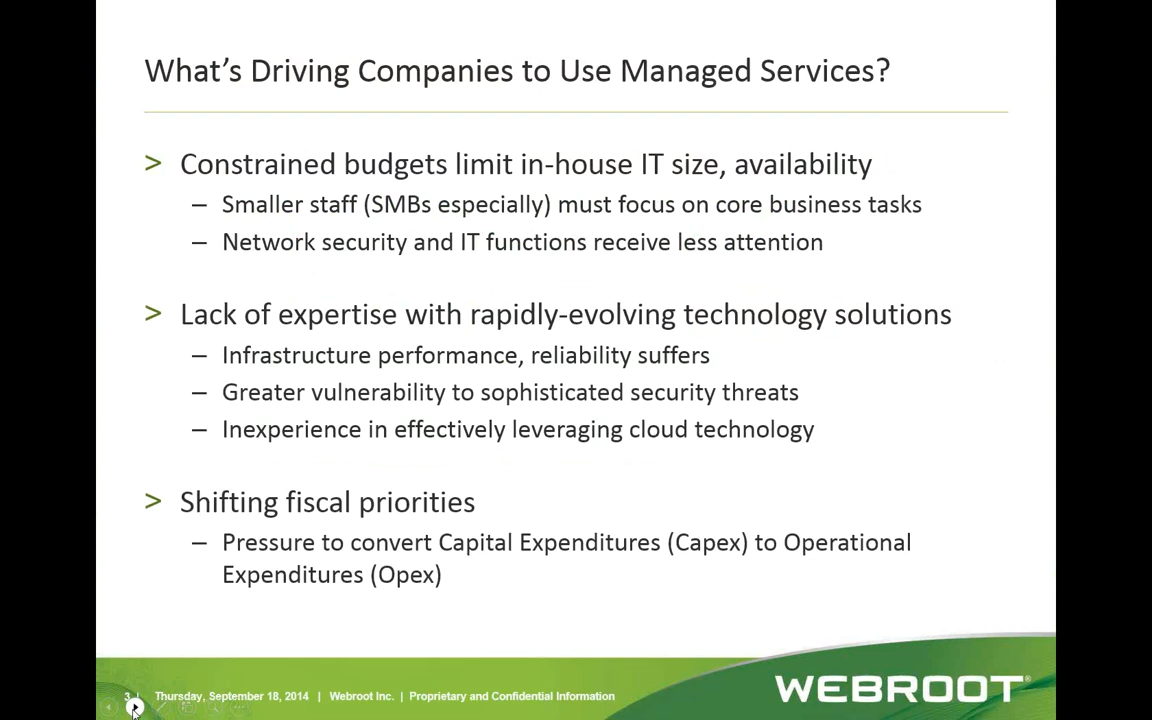 What's Driving Companies to Use Managed Services?
> Constrained budgets limit in-house IT size, availability
– Smaller staff (SMBs especially) must focus on core business tasks
– Network security and IT functions receive less attention
> Lack of expertise with rapidly-evolving technology solutions
– Infrastructure performance, reliability suffers
– Greater vulnerability to sophisticated security threats
– Inexperience in effectively leveraging cloud technology
> Shifting fiscal priorities
– Pressure to convert Capital Expenditures (Capex) to Operational
Expenditures (Opex)
3 | Thursday, September 18, 2014 | Webroot Inc. | Proprietary and Confidential Information
WEBROOT®